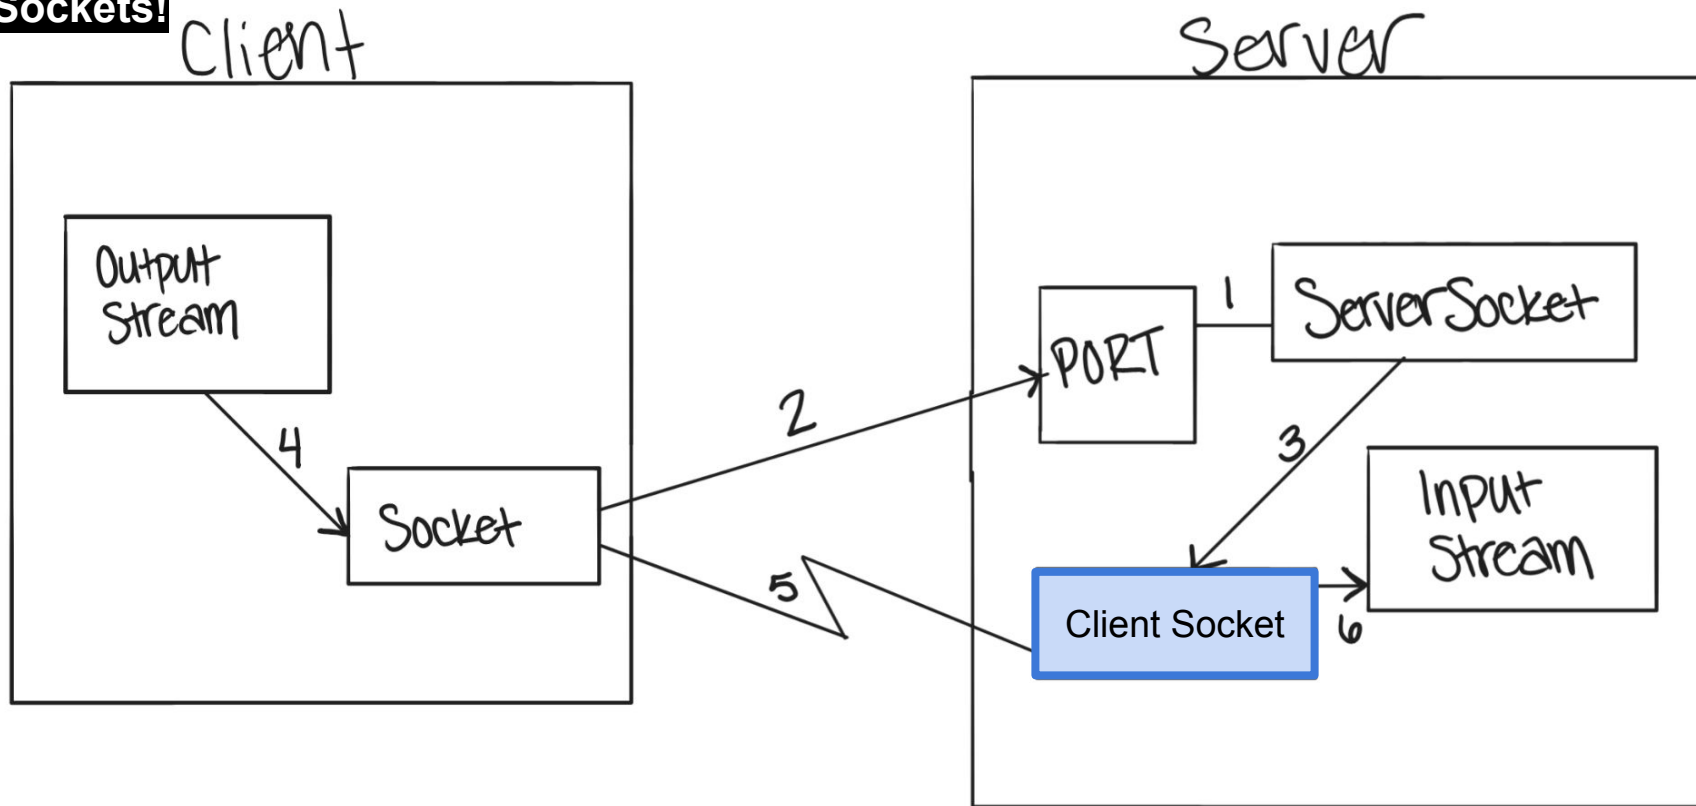 Sockets!
Client
Server
Output
Stream
4
Socket
2
5
PORT
1
ServerSocket
3
Input
Stream
Client Socket
6